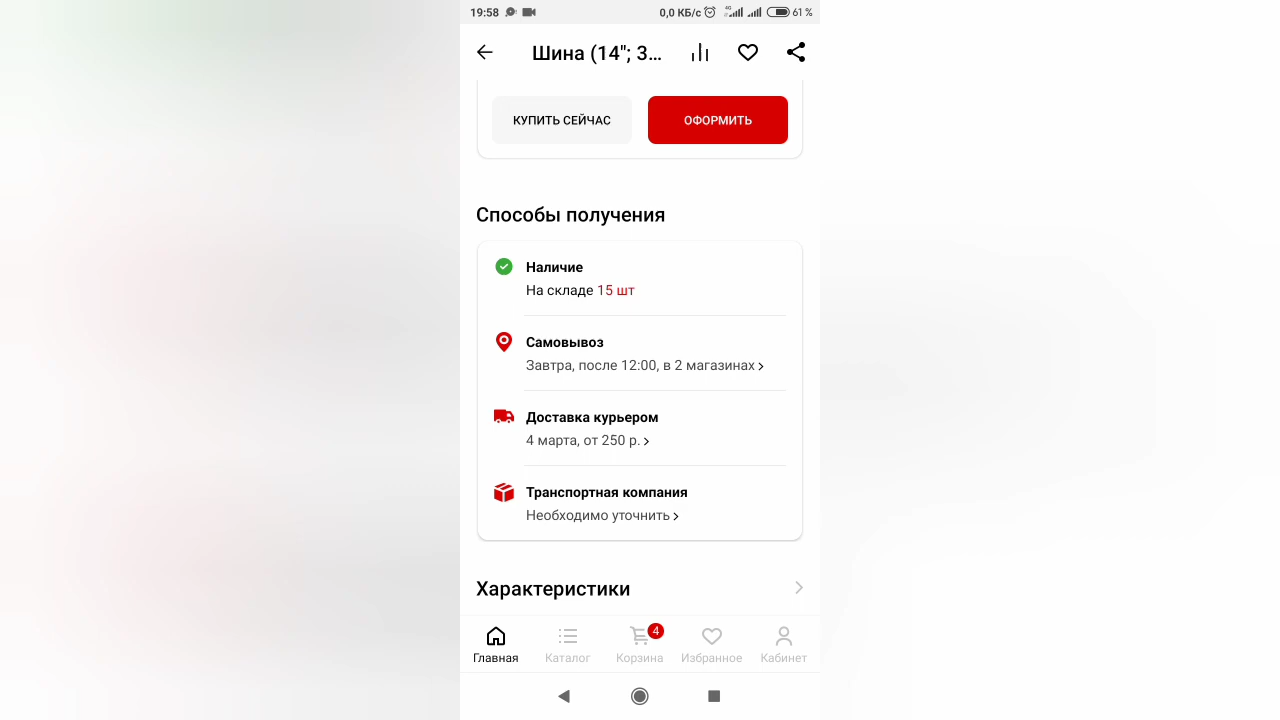 19:58
0,0 КБ/с
4G
61 %
Шина (14"; 3...
КУПИТЬ СЕЙЧАС
ОФОРМИТЬ
Способы получения
Наличие
На складе 15 шт
Самовывоз
Завтра, после 12:00, в 2 магазинах
Доставка курьером
4 марта, от 250 р.
Транспортная компания
Необходимо уточнить
Характеристики
4
Главная
Каталог
Корзина
Избранное
Кабинет